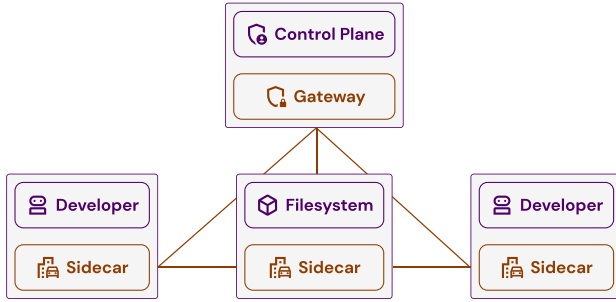 Control Plane
Gateway
Developer
Filesystem
Developer
Sidecar
Sidecar
Sidecar